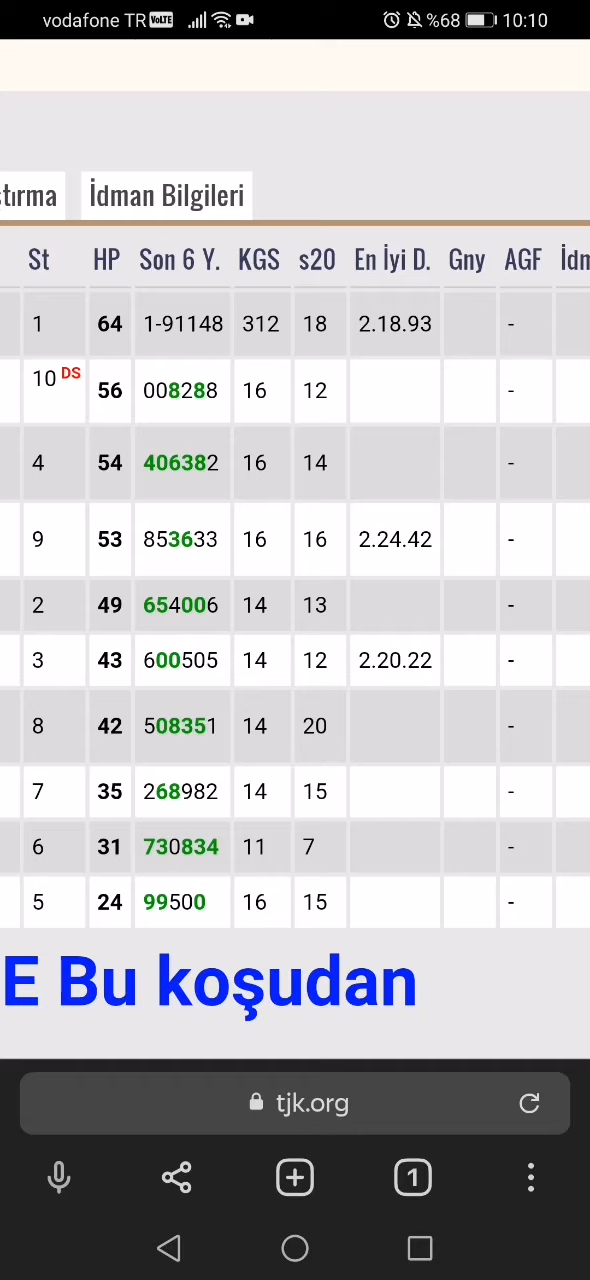 vodafone TR VoLTE %68 10:10
ştırma İdman Bilgileri
St HP Son 6 Y. KGS s20 En İyi D. Gny AGF İdm
1 64 1-91148 312 18 2.18.93 -
10 DS 56 008288 16 12 -
4 54 406382 16 14 -
9 53 853633 16 16 2.24.42 -
2 49 654006 14 13 -
3 43 600505 14 12 2.20.22 -
8 42 508351 14 20 -
7 35 268982 14 15 -
6 31 730834 11 7 -
5 24 99500 16 15 -
E Bu koşudan
tjk.org
1